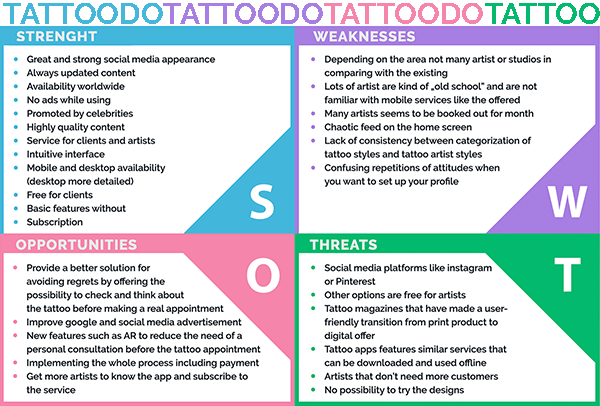 TATTOODOTATTOODOTATTOODOTATTOO
STRENGHT
Great and strong social media appearance
Always updated content
Availability worldwide
No ads while using
Promoted by celebrities
Highly quality content
Service for clients and artists
Intuitive interface
Mobile and desktop availability
(desktop more detailed)
Free for clients
Basic features without
Subscription
S
WEAKNESSES
Depending on the area not many artist or studios in
comparing with the existing
Lots of artist are kind of „old school" and are not
familiar with mobile services like the offered
Many artists seems to be booked out for month
Chaotic feed on the home screen
Lack of consistency between categorization of
tattoo styles and tattoo artist styles
Confusing repetitions of attitudes when
you want to set up your profile
W
OPPORTUNITIES
Provide a better solution for
avoiding regrets by offering the
possibility to check and think about
the tattoo before making a real appointment
Improve google and social media advertisement
New features such as AR to reduce the need of a
personal consultation before the tattoo appointment
Implementing the whole process including payment
Get more artists to know the app and subscribe to
the service
O
THREATS
Social media platforms like instagram
or Pinterest
Other options are free for artists
Tattoo magazines that have made a user-
friendly transition from print product to
digital offer
Tattoo apps features similar services that
can be downloaded and used offline
Artists that don't need more customers
No possibility to try the designs
T